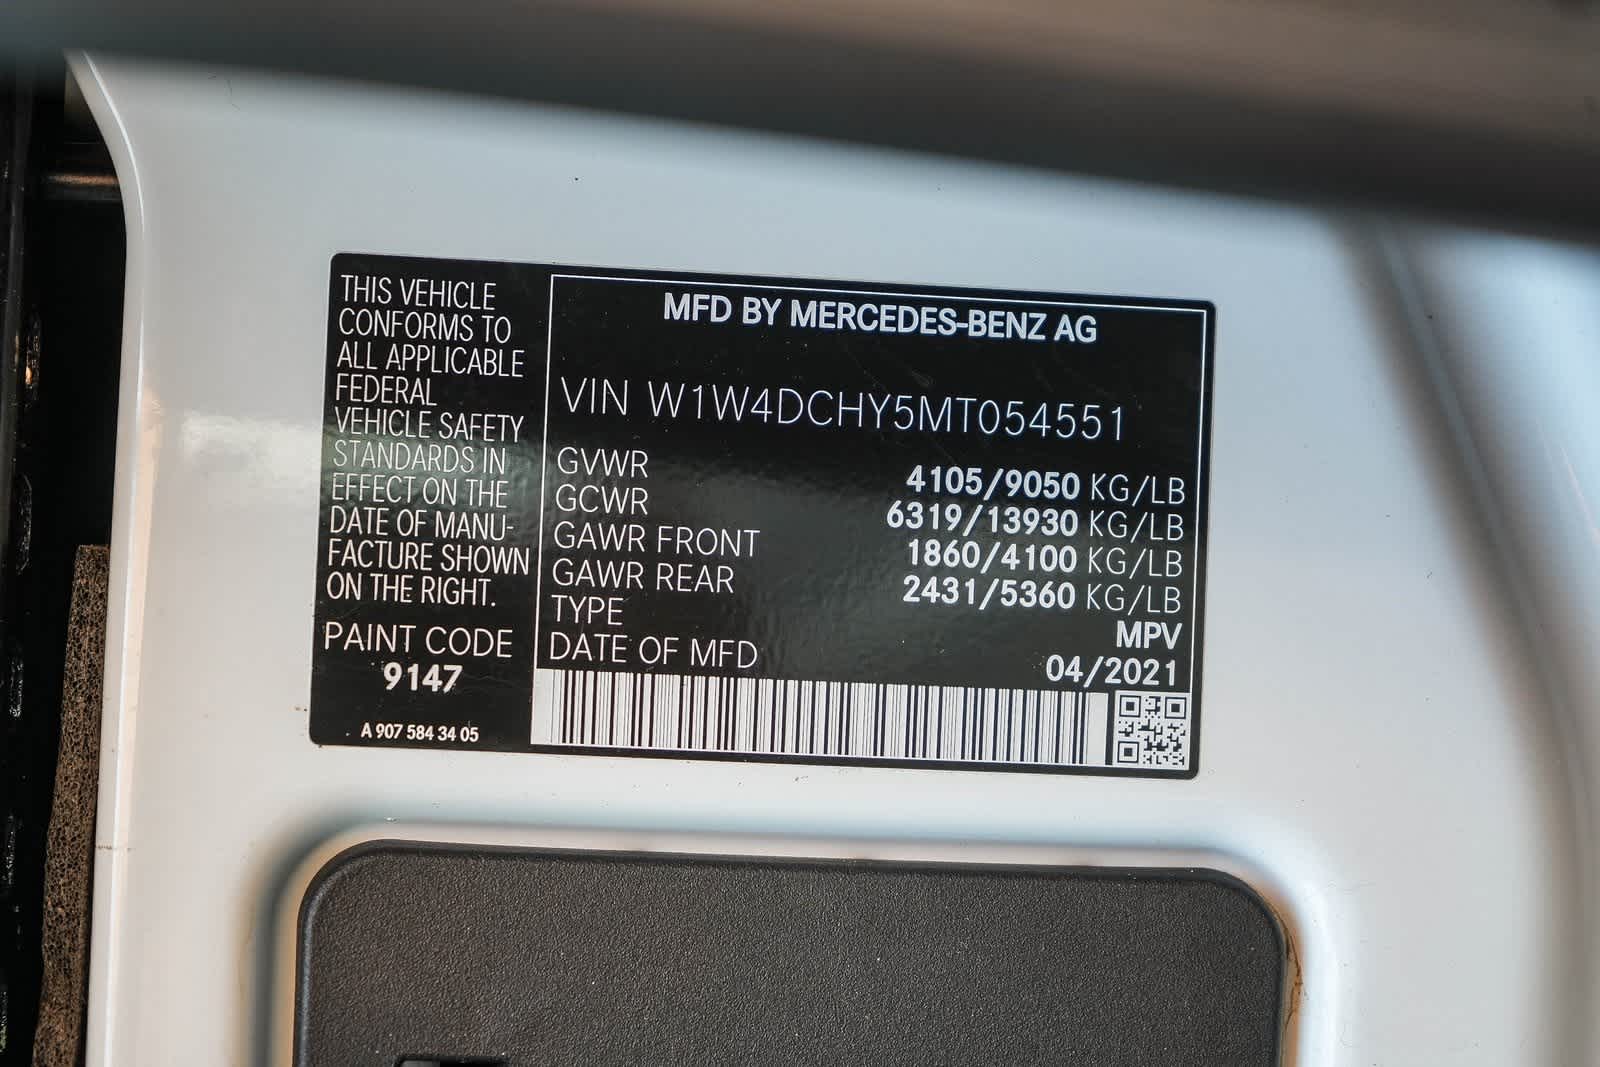 THIS VEHICLE
CONFORMS TO
ALL APPLICABLE
FEDERAL
VEHICLE SAFETY
STANDARDS IN
EFFECT ON THE
DATE OF MANU-
FACTURE SHOWN
ON THE RIGHT.
PAINT CODE
9147
A 907 584 34 05
MFD BY MERCEDES-BENZ AG
VIN W1W4DCHY5MT054551
GVWR 4105/9050 KG/LB
GCWR 6319/13930 KG/LB
GAWR FRONT 1860/4100 KG/LB
GAWR REAR 2431/5360 KG/LB
TYPE MPV
DATE OF MFD 04/2021